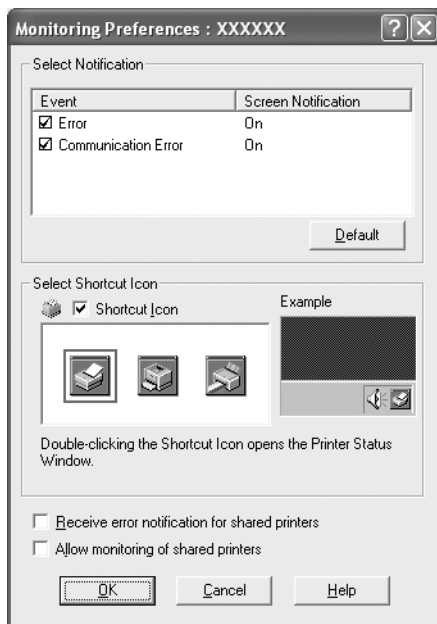 Monitoring Preferences : XXXXXX
Select Notification
Event Screen Notification
Error On
Communication Error On
Default
Select Shortcut Icon
Shortcut Icon
Example
Double-clicking the Shortcut Icon opens the Printer Status
Window.
Receive error notification for shared printers
Allow monitoring of shared printers
OK Cancel Help